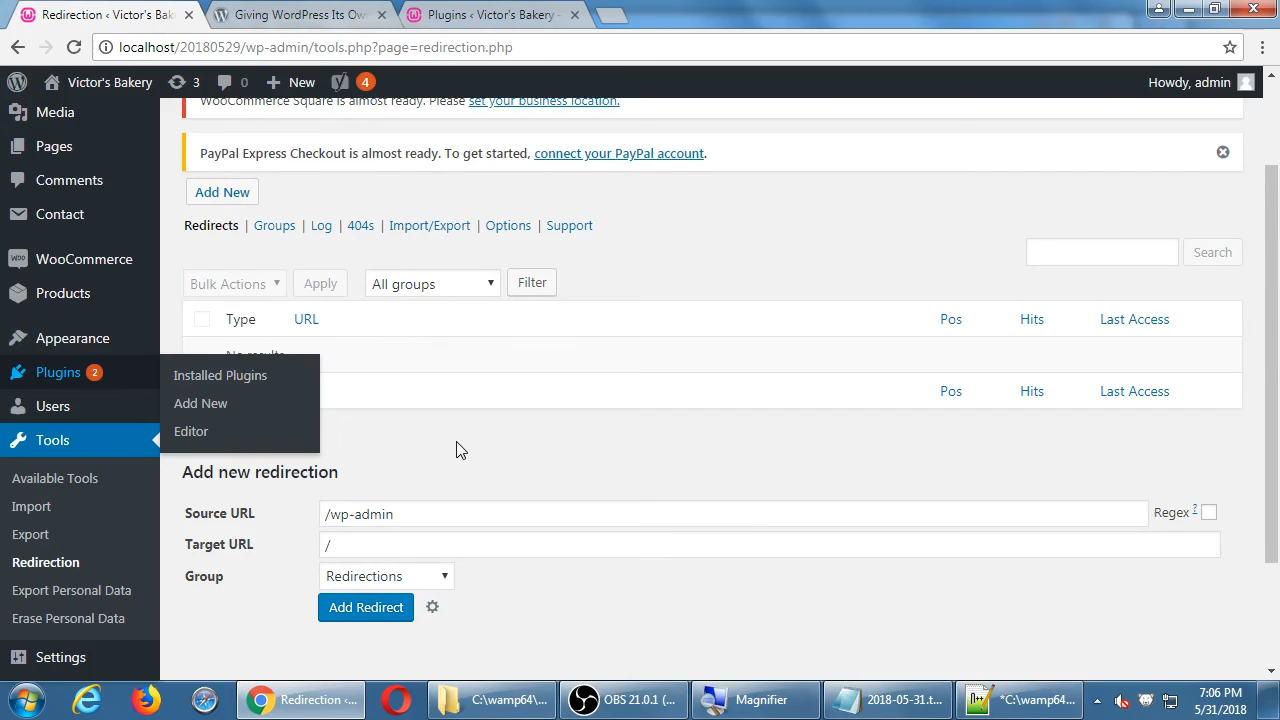 Redirection ‹ Victor's Bak
Giving WordPress Its Ow
Plugins ‹ Victor's Bakery
localhost/20180529/wp-admin/tools.php?page=redirection.php
Victor's Bakery
3
0
New
4
Howdy, admin
Media
Pages
Comments
Contact
WooCommerce
Products
Appearance
Plugins 2
Users
Tools
Available Tools
Import
Export
Redirection
Export Personal Data
Erase Personal Data
Settings
Installed Plugins
Add New
Editor
WooCommerce Square is almost ready. Please set your business location.
PayPal Express Checkout is almost ready. To get started, connect your PayPal account.
Add New
Redirects | Groups | Log | 404s | Import/Export | Options | Support
Search
Bulk Actions
Apply
All groups
Filter
Type URL Pos Hits Last Access
No results
Pos Hits Last Access
Add new redirection
Source URL /wp-admin Regex ?
Target URL /
Group Redirections
Add Redirect
Redirection ‹...
C:\wamp64\...
OBS 21.0.1 (...
Magnifier
2018-05-31.t...
*C:\wamp64...
7:06 PM
5/31/2018